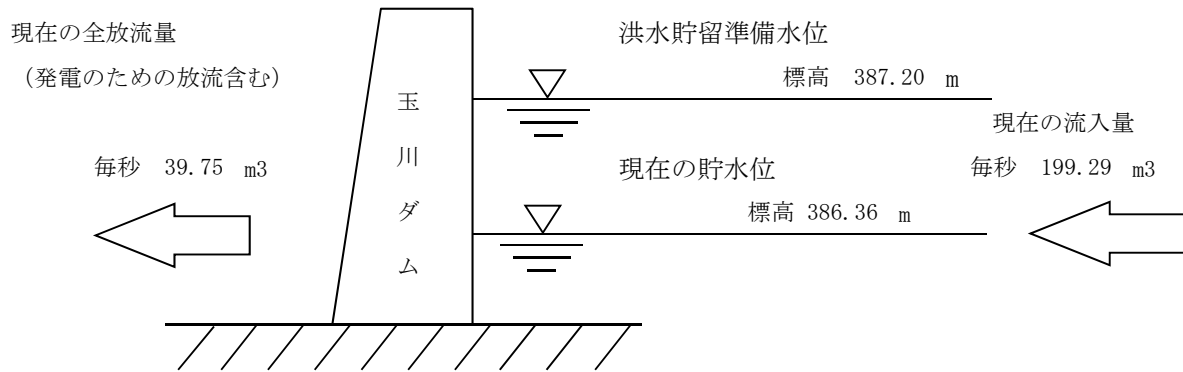 現在の全放流量
(発電のための放流含む)
毎秒 39.75 m3
玉川ダム
洪水貯留準備水位
標高 387.20 m
現在の貯水位
標高 386.36 m
現在の流入量
毎秒 199.29 m3